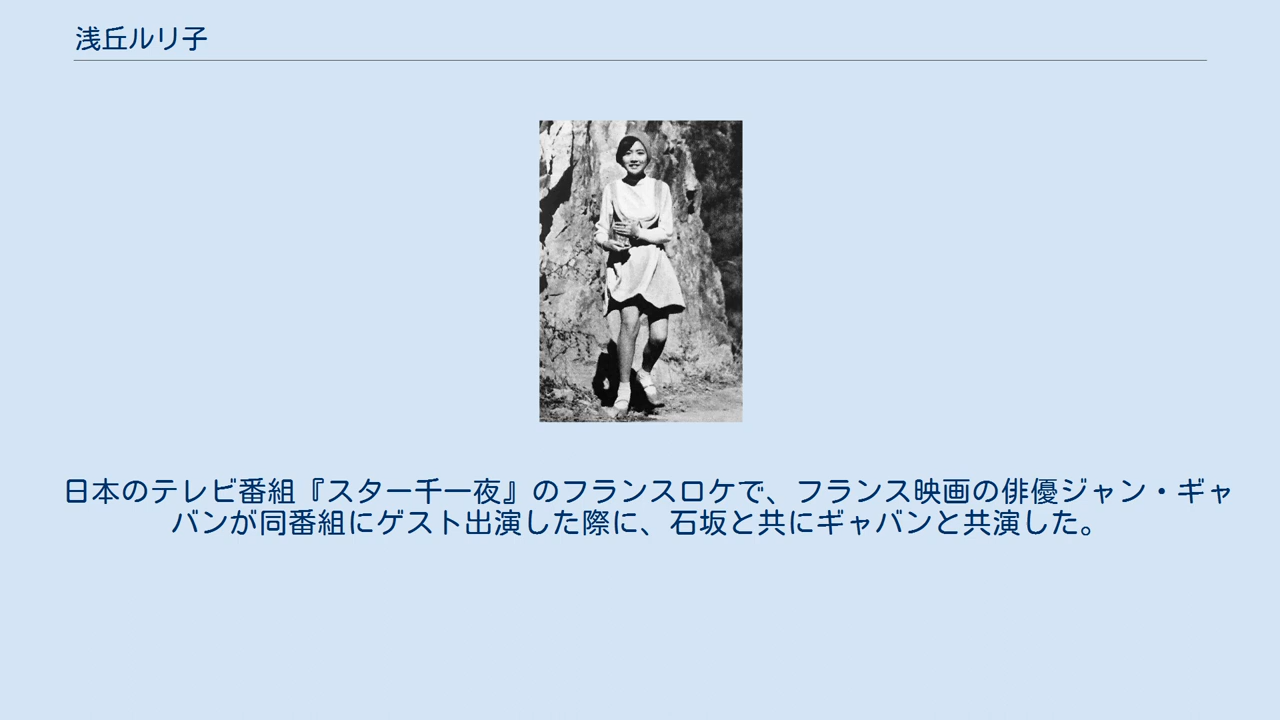 浅丘ルリ子
日本のテレビ番組『スター千一夜』のフランスロケで、フランス映画の俳優ジャン・ギャ
バンが同番組にゲスト出演した際に、石坂と共にギャバンと共演した。